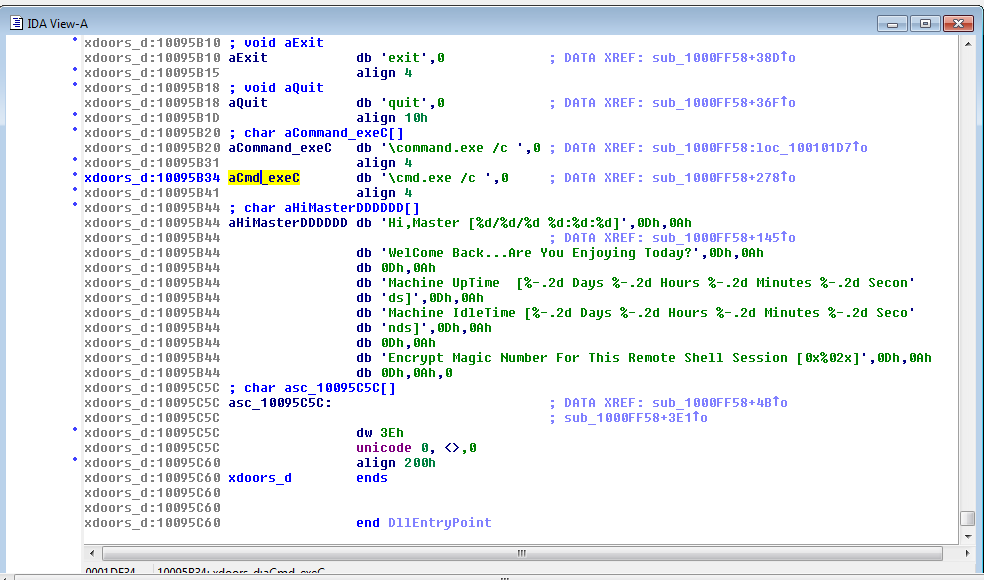 IDA View-A
xdoors_d:10095B10 ; void aExit
xdoors_d:10095B10 aExit db 'exit',0 ; DATA XREF: sub_1000FF58+38D↑o
xdoors_d:10095B15 align 4
xdoors_d:10095B18 ; void aQuit
xdoors_d:10095B18 aQuit db 'quit',0 ; DATA XREF: sub_1000FF58+36F↑o
xdoors_d:10095B1D align 10h
xdoors_d:10095B20 ; char aCommand_exeC[]
xdoors_d:10095B20 aCommand_exeC db '\command.exe /c ',0 ; DATA XREF: sub_1000FF58:loc_100101D7↑o
xdoors_d:10095B31 align 4
xdoors_d:10095B34 aCmd_exeC db '\cmd.exe /c ',0 ; DATA XREF: sub_1000FF58+278↑o
xdoors_d:10095B41 align 4
xdoors_d:10095B44 ; char aHiMasterDDDDDD[]
xdoors_d:10095B44 aHiMasterDDDDDD db 'Hi,Master [%d/%d/%d %d:%d:%d]',0Dh,0Ah
xdoors_d:10095B44 ; DATA XREF: sub_1000FF58+145↑o
xdoors_d:10095B44 db 'WelCome Back...Are You Enjoying Today?',0Dh,0Ah
xdoors_d:10095B44 db 0Dh,0Ah
xdoors_d:10095B44 db 'Machine UpTime  [%-.2d Days %-.2d Hours %-.2d Minutes %-.2d Secon'
xdoors_d:10095B44 db 'ds]',0Dh,0Ah
xdoors_d:10095B44 db 'Machine IdleTime [%-.2d Days %-.2d Hours %-.2d Minutes %-.2d Seco'
xdoors_d:10095B44 db 'nds]',0Dh,0Ah
xdoors_d:10095B44 db 0Dh,0Ah
xdoors_d:10095B44 db 'Encrypt Magic Number For This Remote Shell Session [0x%02x]',0Dh,0Ah
xdoors_d:10095B44 db 0Dh,0Ah,0
xdoors_d:10095C5C ; char asc_10095C5C[]
xdoors_d:10095C5C asc_10095C5C: ; DATA XREF: sub_1000FF58+4B↑o
xdoors_d:10095C5C ; sub_1000FF58+3E1↑o
xdoors_d:10095C5C dw 3Eh
xdoors_d:10095C5C unicode 0, <>,0
xdoors_d:10095C60 align 200h
xdoors_d:10095C60 xdoors_d ends
xdoors_d:10095C60
xdoors_d:10095C60
xdoors_d:10095C60 end DllEntryPoint
0001DF34 10095B34: xdoors_d:aCmd_exeC